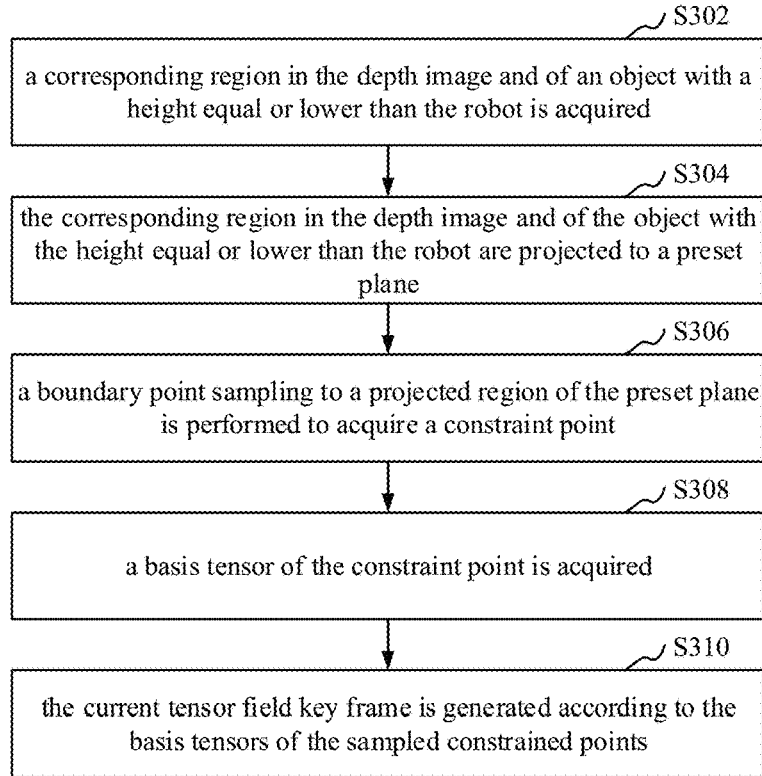 S302
a corresponding region in the depth image and of an object with a
height equal or lower than the robot is acquired
S304
the corresponding region in the depth image and of the object with
the height equal or lower than the robot are projected to a preset
plane
S306
a boundary point sampling to a projected region of the preset plane
is performed to acquire a constraint point
S308
a basis tensor of the constraint point is acquired
S310
the current tensor field key frame is generated according to the
basis tensors of the sampled constrained points